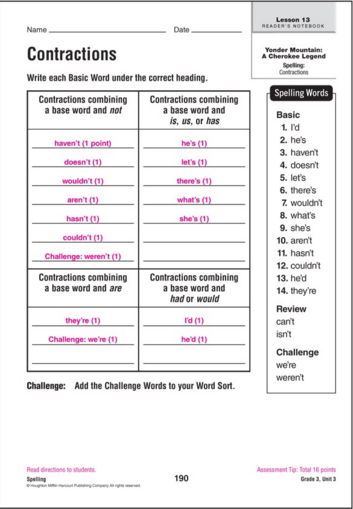 Lesson 13
READER'S NOTEBOOK
Name
Date
Contractions
Yonder Mountain:
A Cherokee Legend
Spelling:
Contractions
Write each Basic Word under the correct heading.
Contractions combining
a base word and not
haven't (1 point)
doesn't (1)
wouldn't (1)
aren't (1)
hasn't (1)
couldn't (1)
Challenge: weren't (1)
Contractions combining
a base word and
is, us, or has
he's (1)
let's (1)
there's (1)
what's (1)
she's (1)
Contractions combining
a base word and are
they're (1)
Challenge: we're (1)
Contractions combining
a base word and
had or would
I'd (1)
he'd (1)
Challenge: Add the Challenge Words to your Word Sort.
Spelling Words
Basic
1. I'd
2. he's
3. haven't
4. doesn't
5. let's
6. there's
7. wouldn't
8. what's
9. she's
10. aren't
11. hasn't
12. couldn't
13. he'd
14. they're
Review
can't
isn't
Challenge
we're
weren't
Read directions to students.
Assessment Tip: Total 16 points
Spelling
190
Grade 3, Unit 3
© Houghton Mifflin Harcourt Publishing Company. All rights reserved.